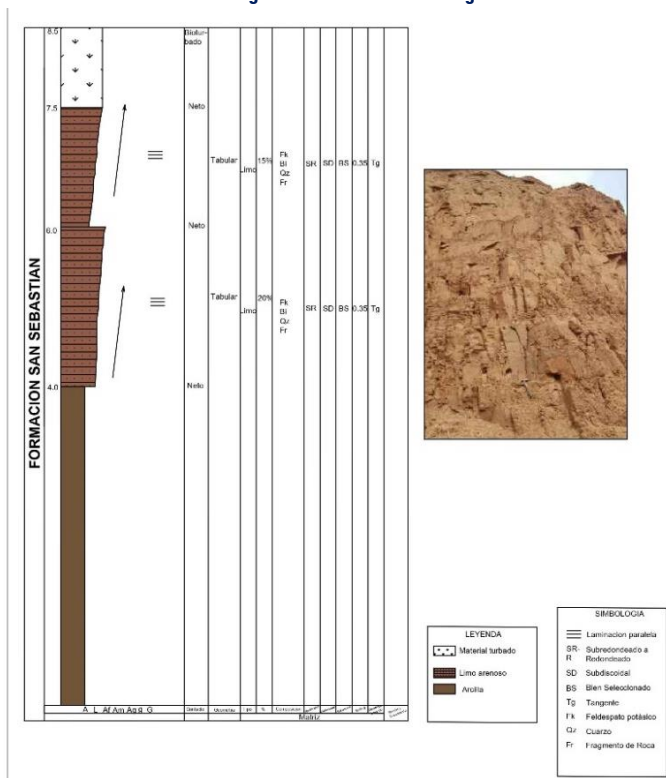 FORMACION SAN SEBASTIAN
8.5
Biotur-
bado
7.5
Neto
Tabular
Limo
15%
Fk
Bi
Qz
Fr
SR
SD
BS
0.35
Tg
6.0
Neto
Tabular
Limo
20%
Fk
Bi
Qz
Fr
SR
SD
BS
0.35
Tg
4.0
Neto
A L Af Am Ag G
Matriz
LEYENDA
Material turbado
Limo arenoso
Arcilla
SIMBOLOGIA
Laminacion paralela
SR- Subredondeado a
R Redondeado
SD Subdiscoidal
BS Bien Seleccionado
Tg Tangente
Fk Feldespato potásico
Qz Cuarzo
Fr Fragmento de Roca